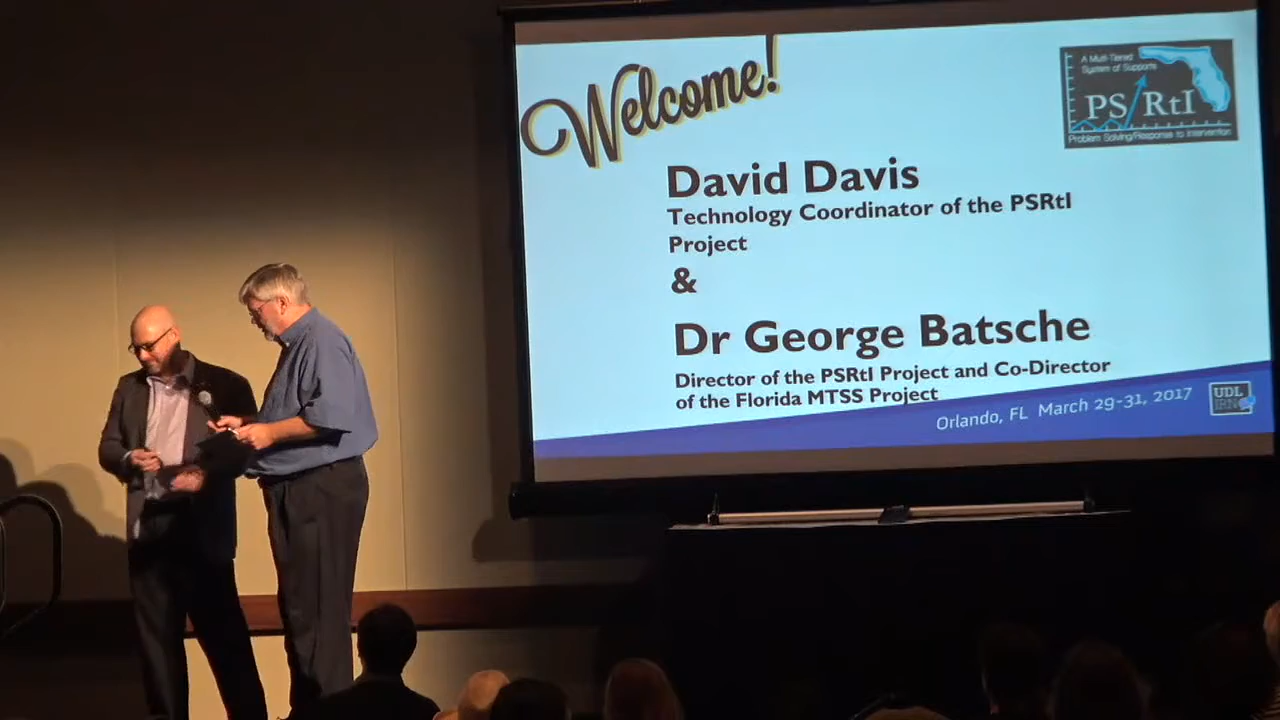 Welcome!
A Multi-Tiered
System of Supports
PS/RtI
Problem Solving/Response to Intervention
David Davis
Technology Coordinator of the PSRtI
Project
&
Dr George Batsche
Director of the PSRtI Project and Co-Director
of the Florida MTSS Project
Orlando, FL March 29-31, 2017
UDL
IRN